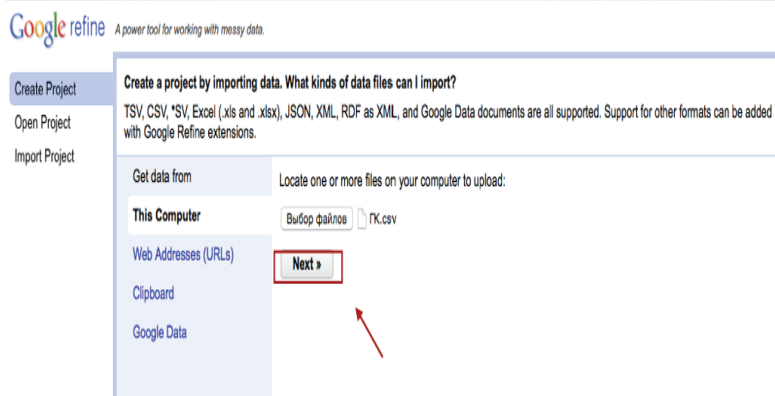 Google refine A power tool for working with messy data.
Create Project
Open Project
Import Project
Create a project by importing data. What kinds of data files can I import?
TSV, CSV, *SV, Excel (.xls and .xlsx), JSON, XML, RDF as XML, and Google Data documents are all supported. Support for other formats can be added
with Google Refine extensions.
Get data from
This Computer
Web Addresses (URLs)
Clipboard
Google Data
Locate one or more files on your computer to upload:
Выбор файлов ГК.csv
Next »